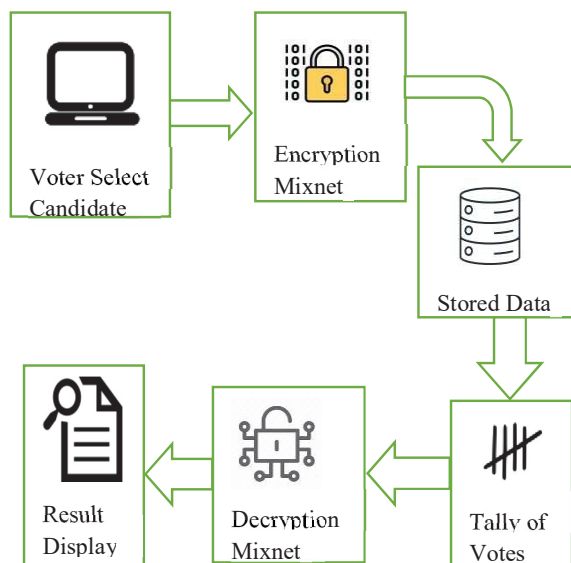 Voter Select
Candidate
Encryption
Mixnet
Stored Data
Tally of
Votes
Decryption
Mixnet
Result
Display